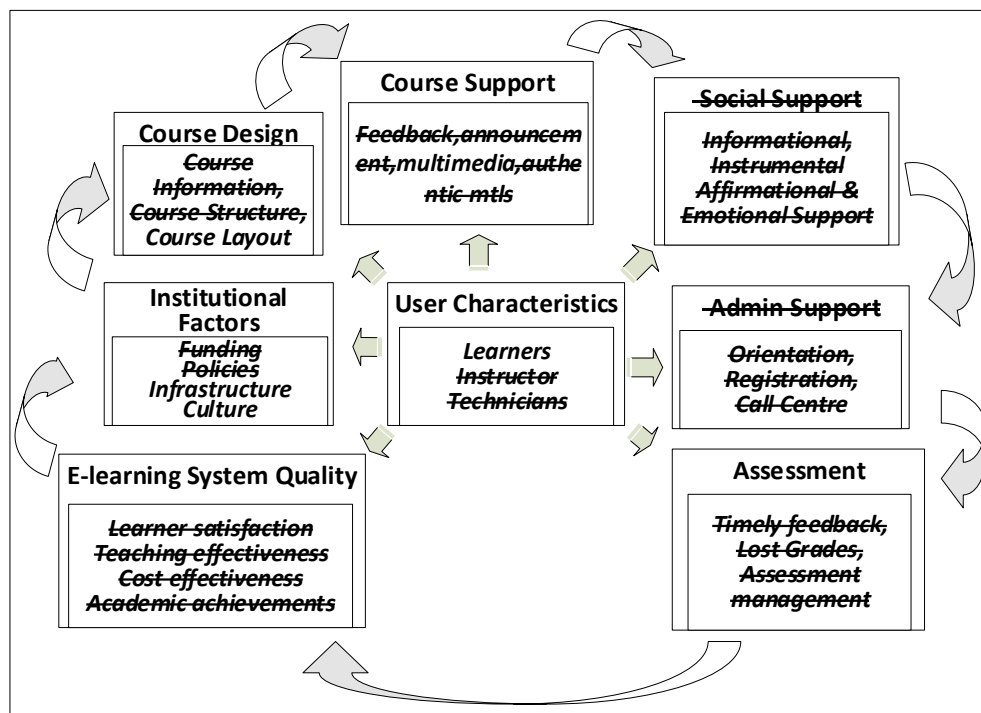 Course Support
Feedback,announcem
ent,multimedia,authe
ntic mtls
Social Support
Informational,
Instrumental
Affirmational &
Emotional Support
Course Design
Course
Information,
Course Structure,
Course Layout
Institutional
Factors
Funding
Policies
Infrastructure
Culture
User Characteristics
Learners
Instructor
Technicians
Admin Support
Orientation,
Registration,
Call Centre
E-learning System Quality
Learner satisfaction
Teaching effectiveness
Cost effectiveness
Academic achievements
Assessment
Timely feedback,
Lost Grades,
Assessment
management